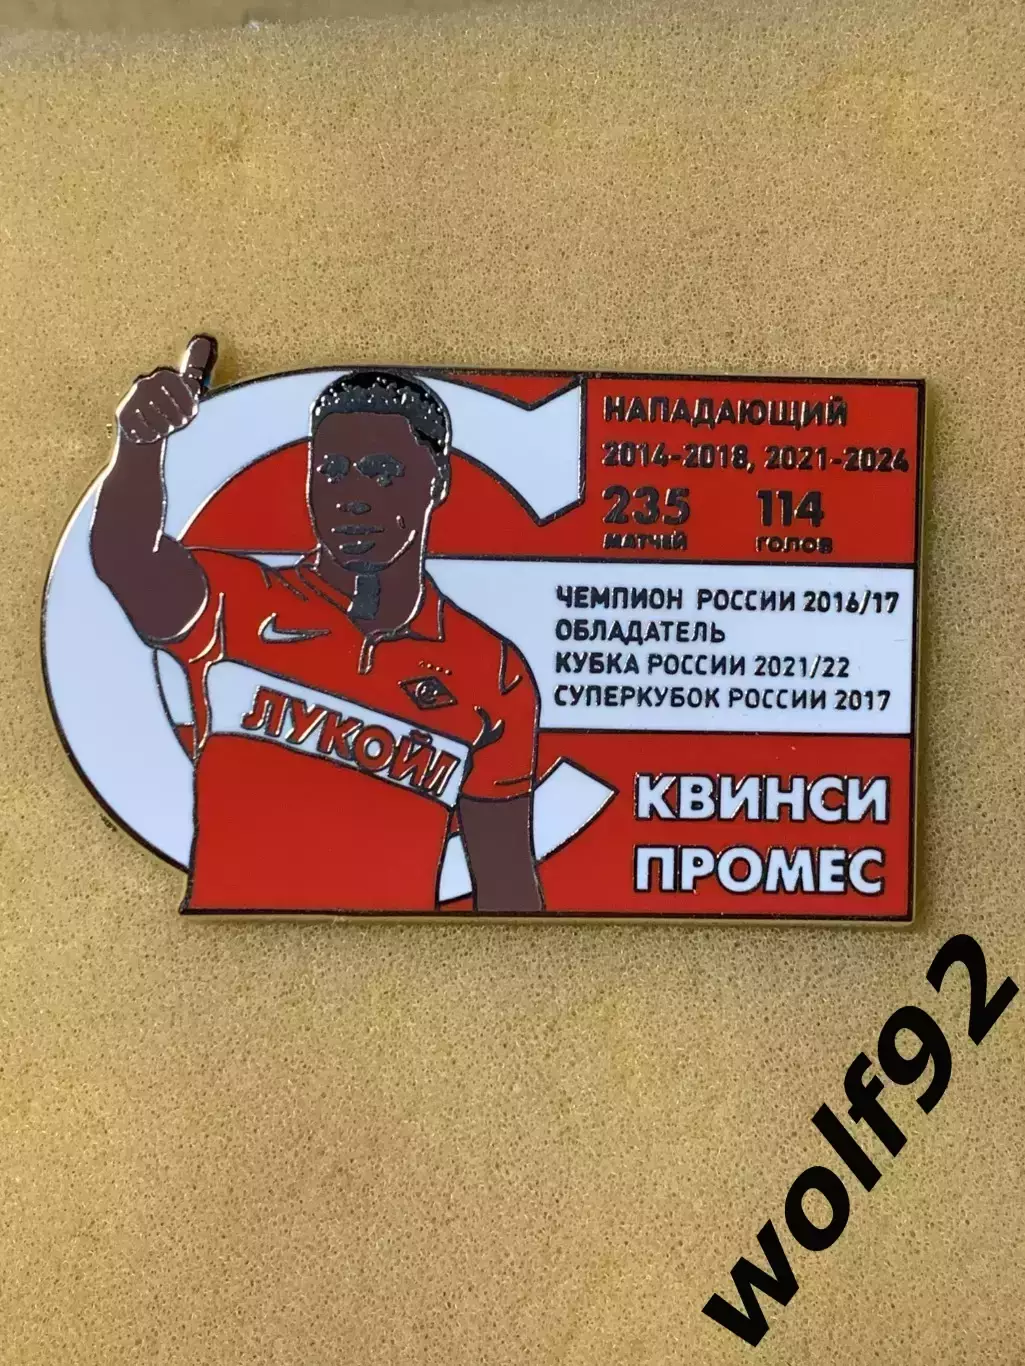 НАПАДАЮЩИЙ
2014-2018, 2021-2024
235 114
МАТЧЕЙ ГОЛОВ
ЧЕМПИОН РОССИИ 2016/17
ОБЛАДАТЕЛЬ
КУБКА РОССИИ 2021/22
СУПЕРКУБОК РОССИИ 2017
ЛУКОЙЛ
КВИНСИ
ПРОМЕС
wolf92